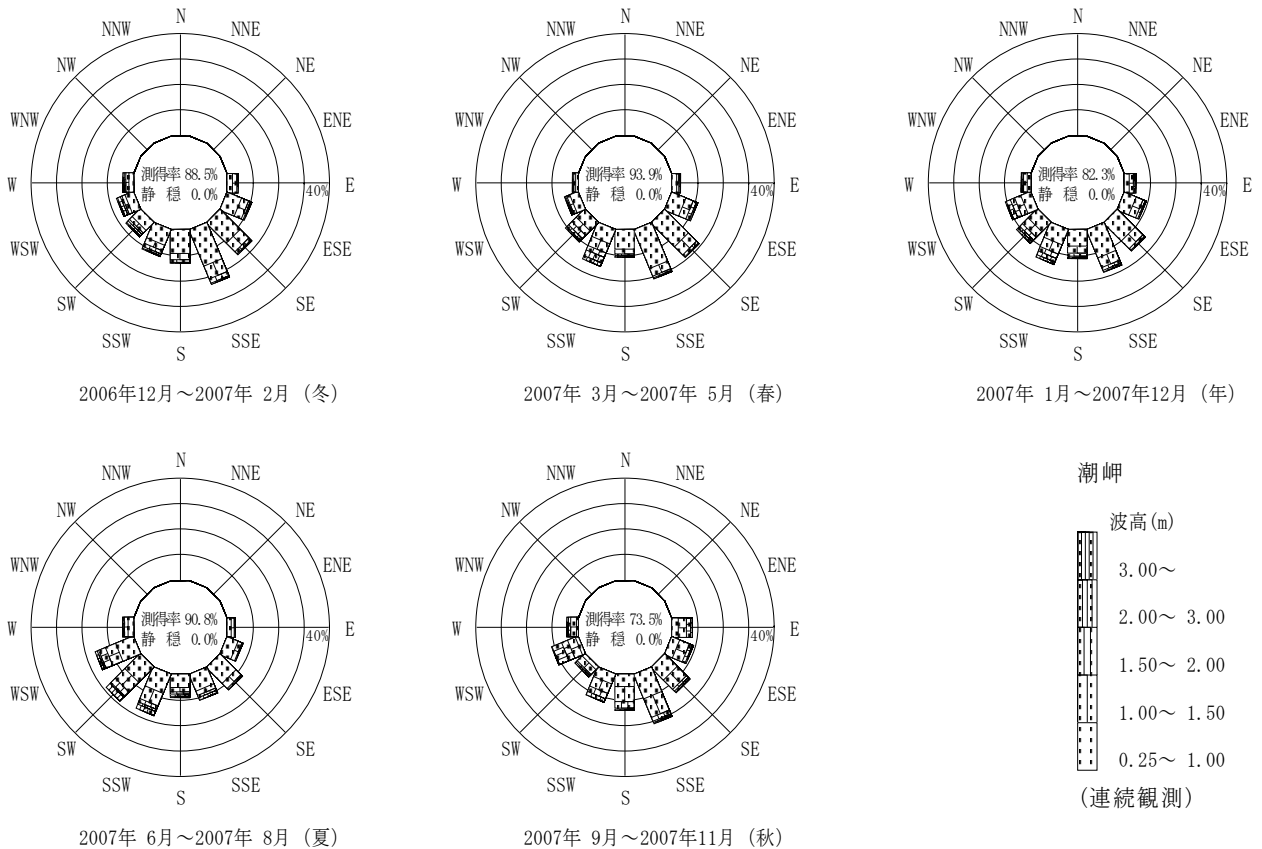 N
NNW NNE
NW NE
WNW ENE
測得率 88.5%
W 静 穏 0.0% 40% E
WSW ESE
SW SE
SSW SSE
S
2006年12月～2007年 2月 (冬)
N
NNW NNE
NW NE
WNW ENE
測得率 93.9%
W 静 穏 0.0% 40% E
WSW ESE
SW SE
SSW SSE
S
2007年 3月～2007年 5月 (春)
N
NNW NNE
NW NE
WNW ENE
測得率 82.3%
W 静 穏 0.0% 40% E
WSW ESE
SW SE
SSW SSE
S
2007年 1月～2007年12月 (年)
N
NNW NNE
NW NE
WNW ENE
測得率 90.8%
W 静 穏 0.0% 40% E
WSW ESE
SW SE
SSW SSE
S
2007年 6月～2007年 8月 (夏)
N
NNW NNE
NW NE
WNW ENE
測得率 73.5%
W 静 穏 0.0% 40% E
WSW ESE
SW SE
SSW SSE
S
2007年 9月～2007年11月 (秋)
潮岬
波高(m)
3.00～
2.00～ 3.00
1.50～ 2.00
1.00～ 1.50
0.25～ 1.00
(連続観測)